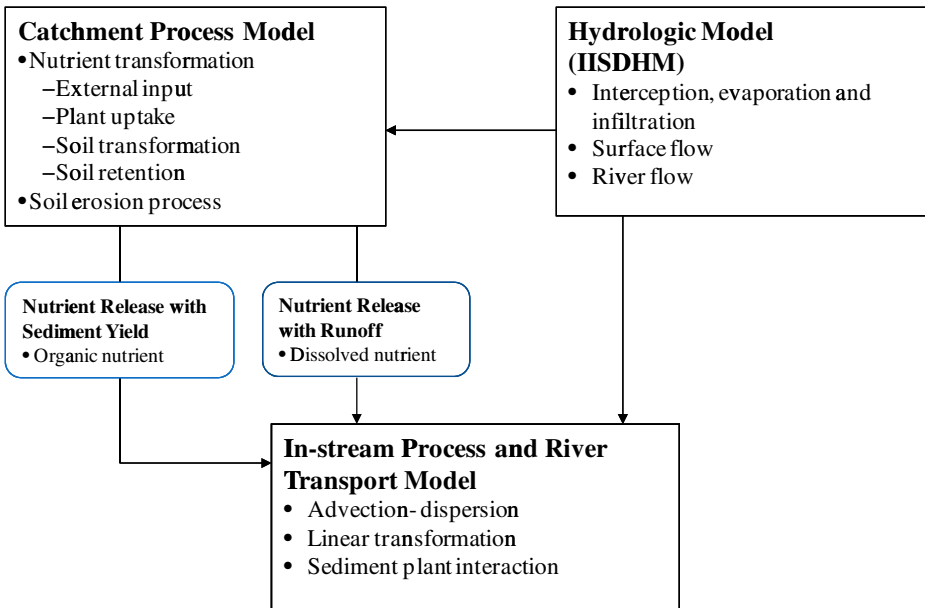 Catchment Process Model
•Nutrient transformation
–External input
–Plant uptake
–Soil transformation
–Soil retention
•Soil erosion process
Hydrologic Model
(IISDHM)
• Interception, evaporation and
infiltration
• Surface flow
• River flow
Nutrient Release with
Sediment Yield
• Organic nutrient
Nutrient Release
with Runoff
• Dissolved nutrient
In-stream Process and River
Transport Model
• Advection- dispersion
• Linear transformation
• Sediment plant interaction